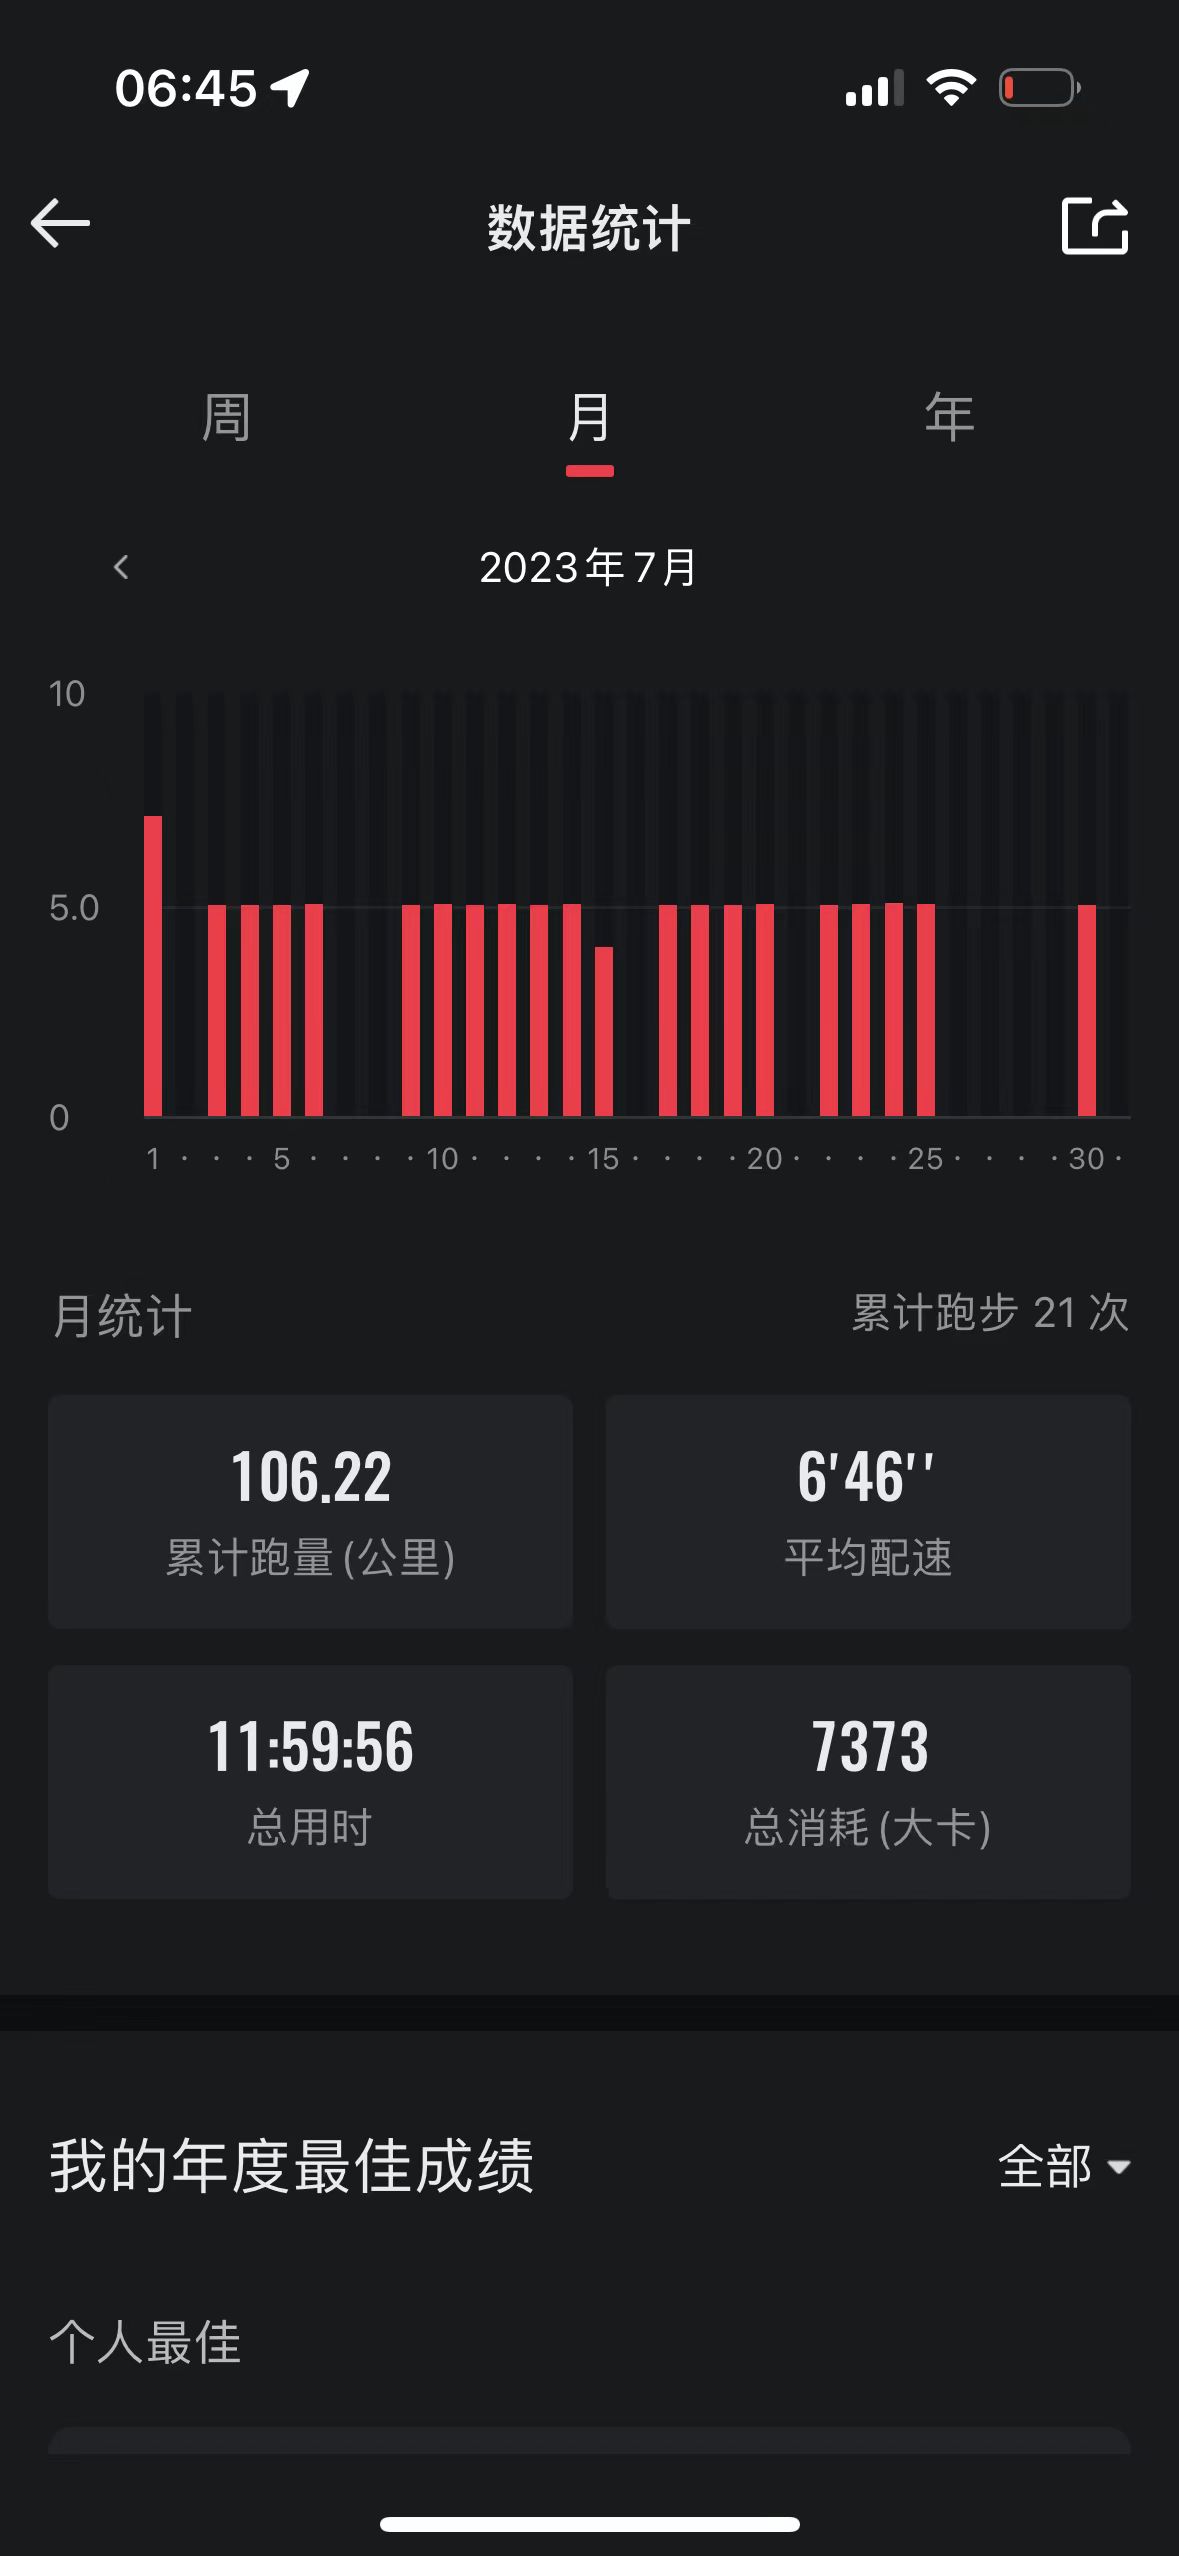 06:45
数据统计
周 月 年
2023年7月
10
5.0
0
1 · · · 5 · · · · 10 · · · · 15 · · · · 20 · · · · 25 · · · · 30 ·
月统计 累计跑步 21 次
106.22 6'46''
累计跑量(公里) 平均配速
11:59:56 7373
总用时 总消耗(大卡)
我的年度最佳成绩 全部
个人最佳